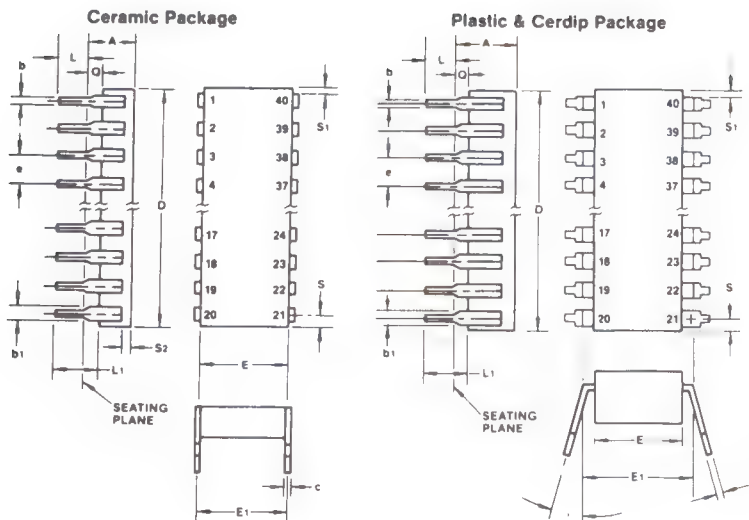 Ceramic Package
A
L
Q
b
e
D
1 40
2 39
3 38
4 37
17 24
18 23
19 22
20 21
S1
S
b1
S2
L1
E
SEATING
PLANE
c
E1
Plastic & Cerdip Package
A
L
Q
b
e
D
1 40
2 39
3 38
4 37
17 24
18 23
19 22
20 21
S1
S
b1
L1
SEATING
PLANE
E
E1